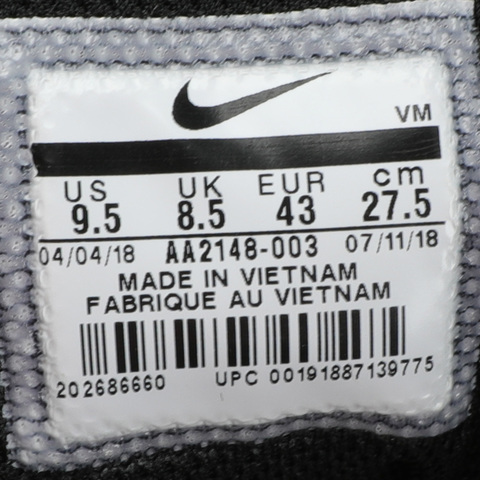 VM
US UK EUR cm
9.5 8.5 43 27.5
04/04/18 AA2148-003 07/11/18
MADE IN VIETNAM
FABRIQUE AU VIETNAM
202686660 UPC 00191887139775